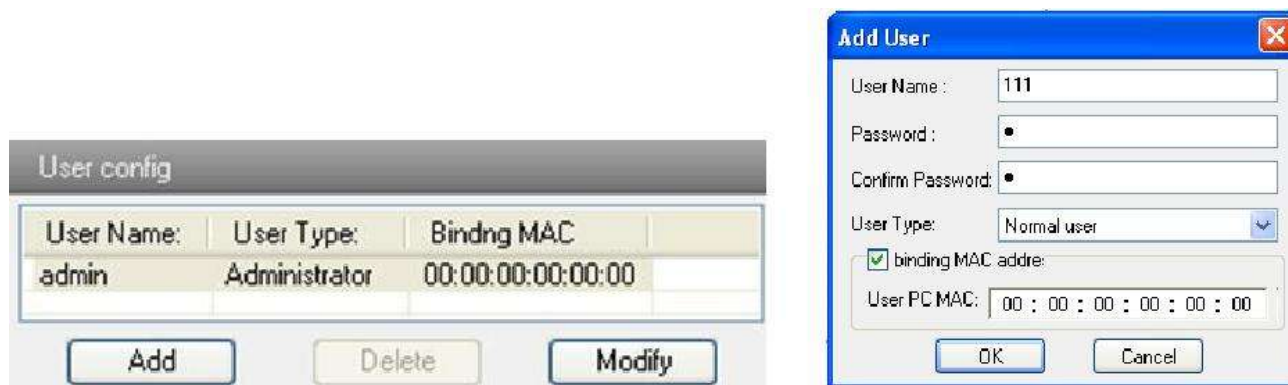 User config
User Name: User Type: Bindng MAC
admin Administrator 00:00:00:00:00:00
Add Delete Modify
Add User
User Name : 111
Password : •
Confirm Password: •
User Type: Normal user
binding MAC addre:
User PC MAC: 00 : 00 : 00 : 00 : 00 : 00
OK Cancel